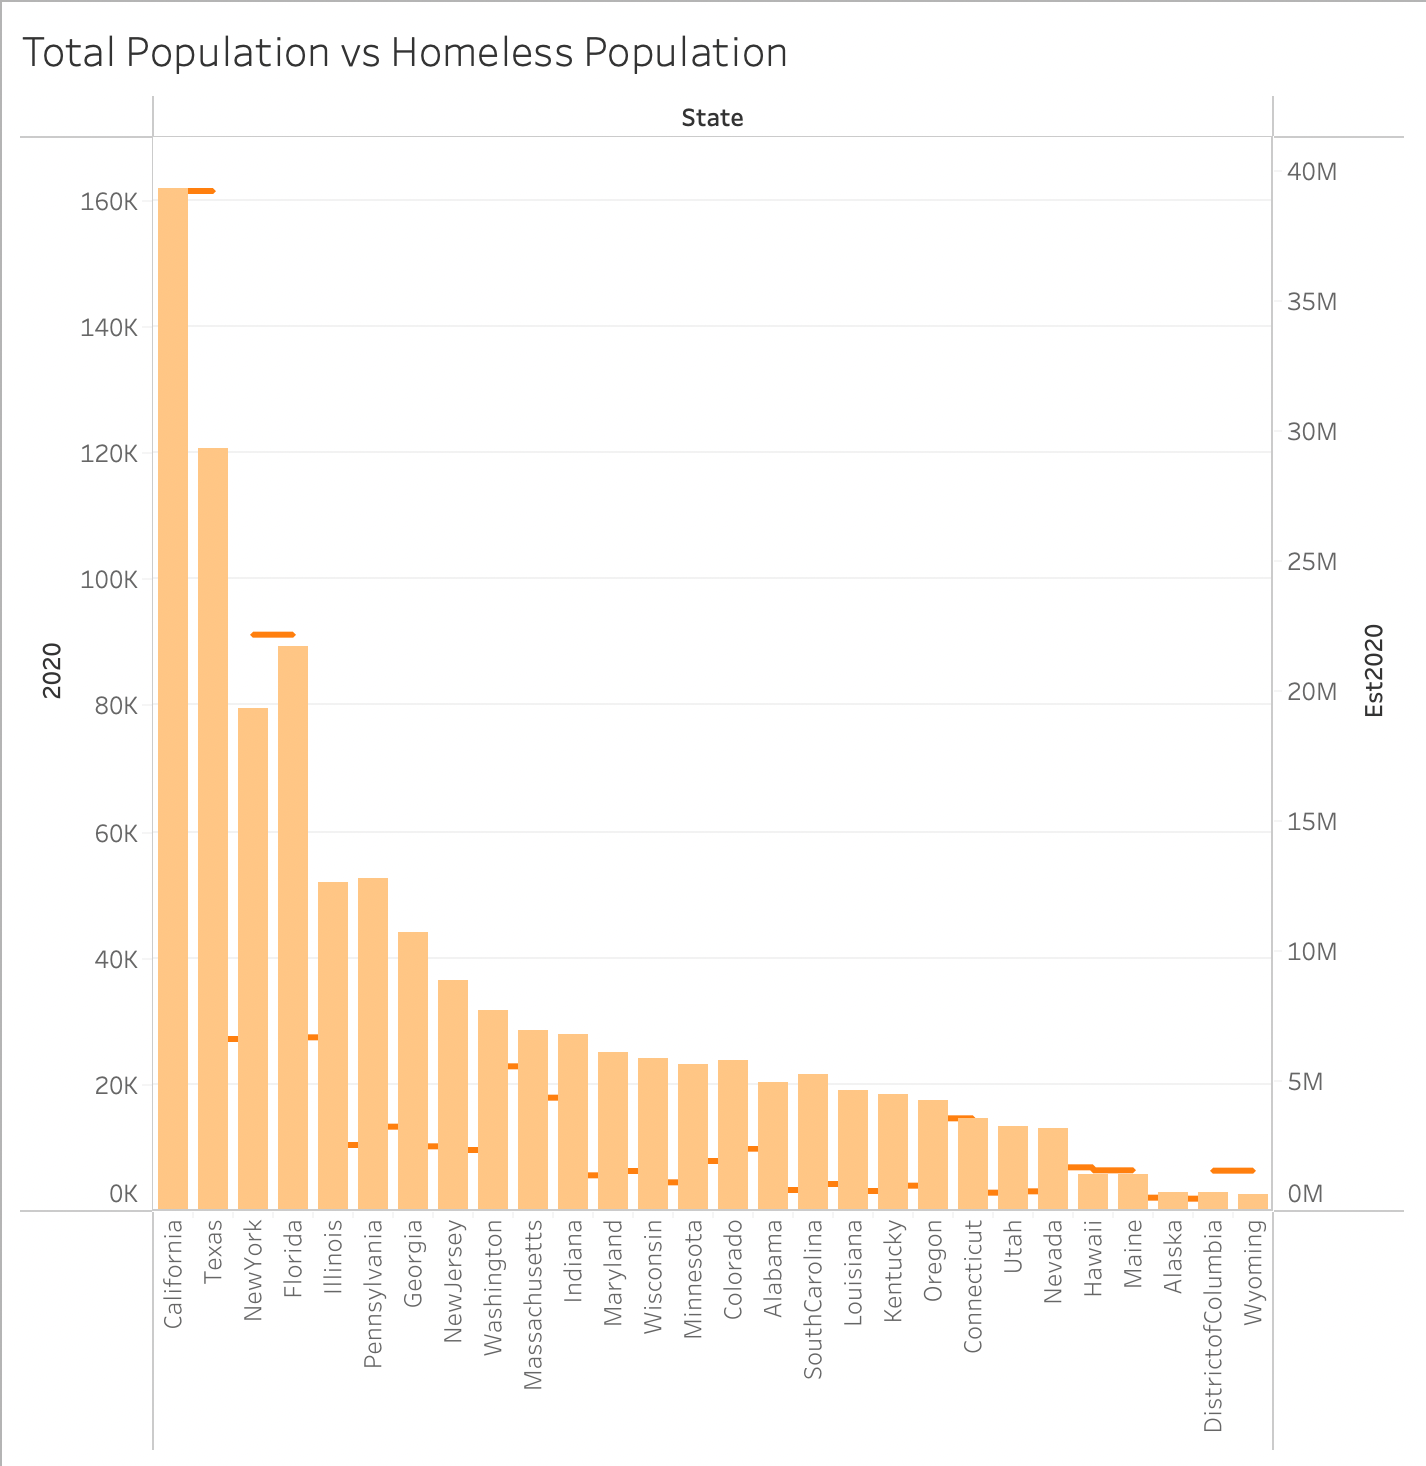 Total Population vs Homeless Population
State
160K
140K
120K
100K
80K
60K
40K
20K
0K
2020
40M
35M
30M
25M
20M
15M
10M
5M
0M
Est2020
California
Texas
NewYork
Florida
Illinois
Pennsylvania
Georgia
NewJersey
Washington
Massachusetts
Indiana
Maryland
Wisconsin
Minnesota
Colorado
Alabama
SouthCarolina
Louisiana
Kentucky
Oregon
Connecticut
Utah
Nevada
Hawaii
Maine
Alaska
DistrictofColumbia
Wyoming